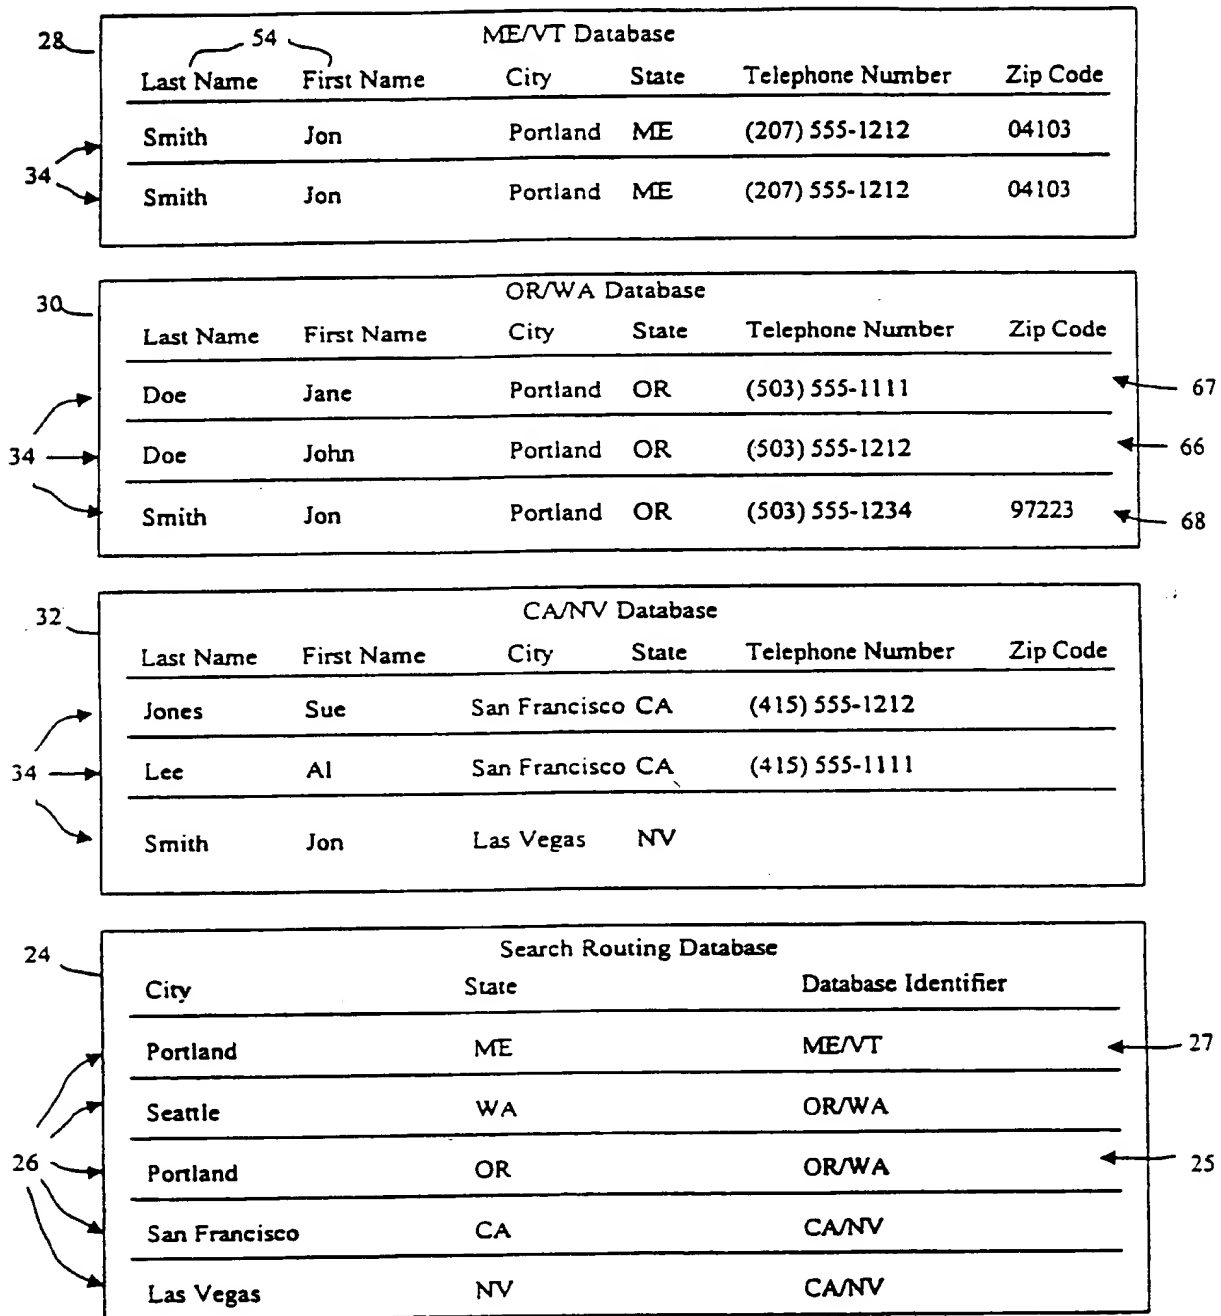 28 54 ME/VT Database
Last Name First Name City State Telephone Number Zip Code
Smith Jon Portland ME (207) 555-1212 04103
34
Smith Jon Portland ME (207) 555-1212 04103
30 OR/WA Database
Last Name First Name City State Telephone Number Zip Code
Doe Jane Portland OR (503) 555-1111 67
34 Doe John Portland OR (503) 555-1212 66
Smith Jon Portland OR (503) 555-1234 97223 68
32 CA/NV Database
Last Name First Name City State Telephone Number Zip Code
Jones Sue San Francisco CA (415) 555-1212
34 Lee Al San Francisco CA (415) 555-1111
Smith Jon Las Vegas NV
24 Search Routing Database
City State Database Identifier
Portland ME ME/VT 27
Seattle WA OR/WA
26 Portland OR OR/WA 25
San Francisco CA CA/NV
Las Vegas NV CA/NV